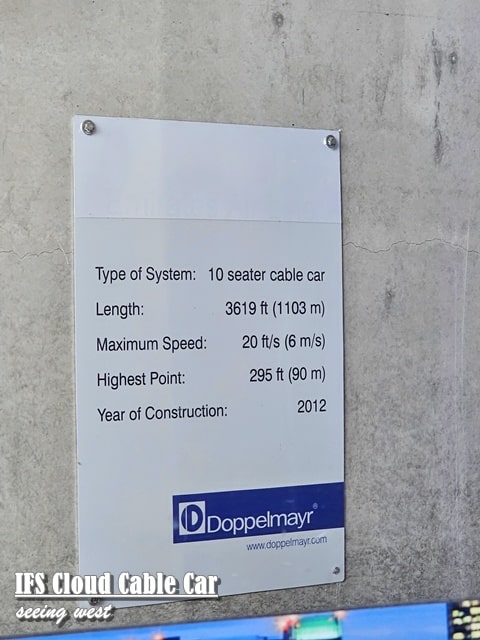 Type of System: 10 seater cable car
Length: 3619 ft (1103 m)
Maximum Speed: 20 ft/s (6 m/s)
Highest Point: 295 ft (90 m)
Year of Construction: 2012
Doppelmayr®
www.doppelmayr.com
IFS Cloud Cable Car
seeing west